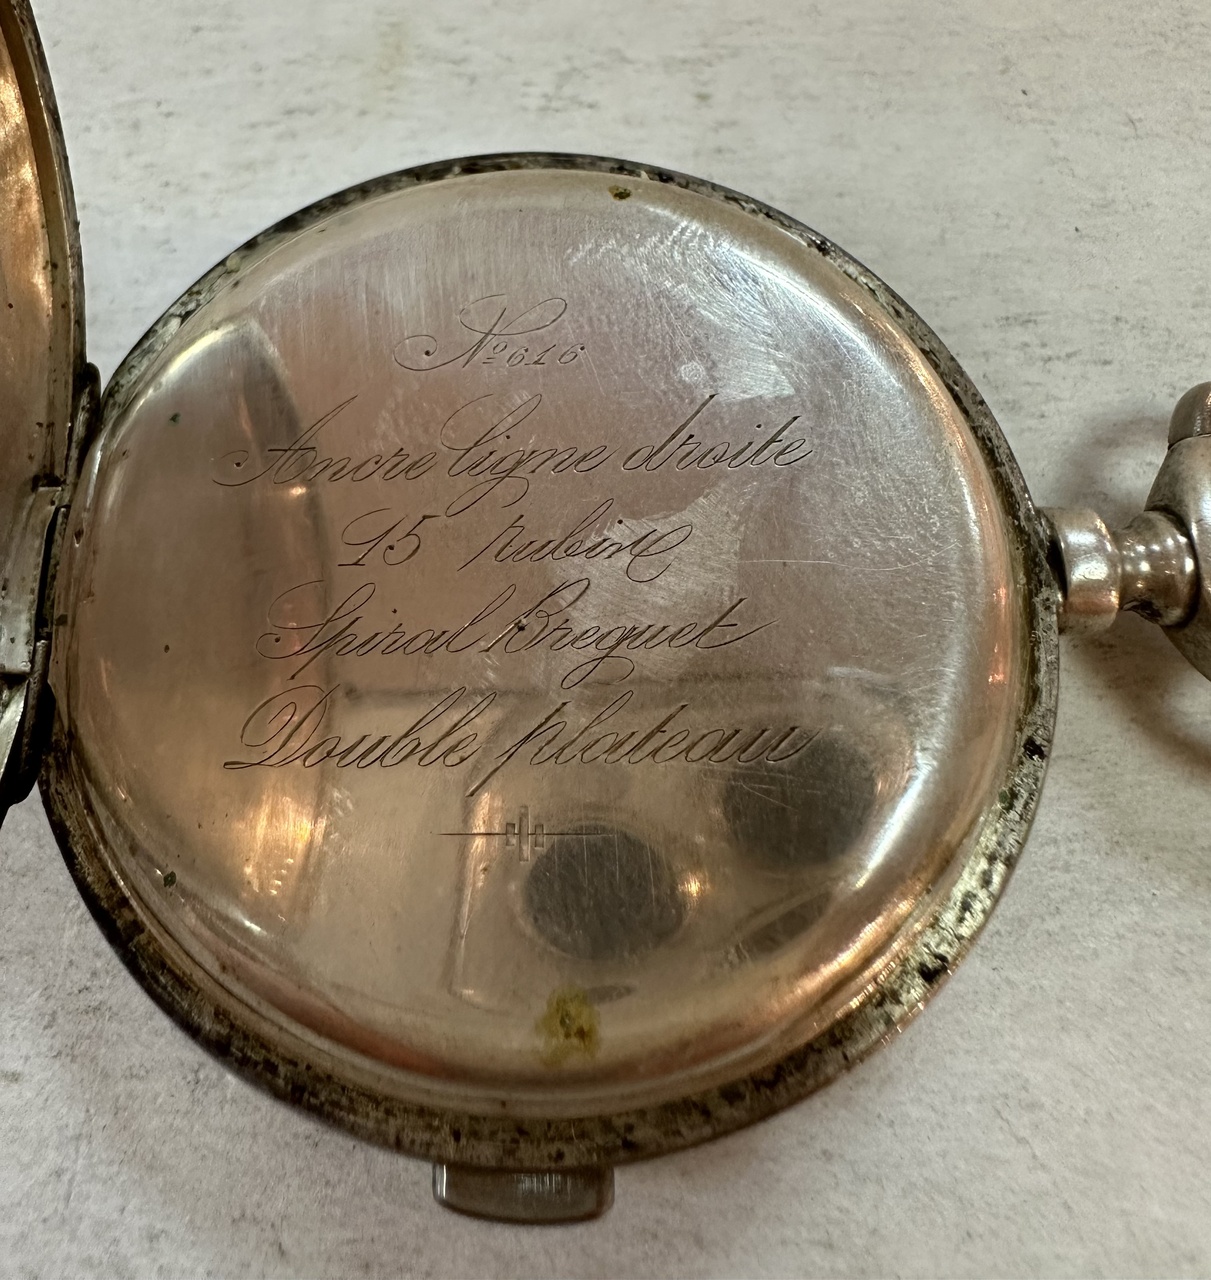 Nº 616
Ancre ligne droite
15 rubis
Spiral Breguet
Double plateau